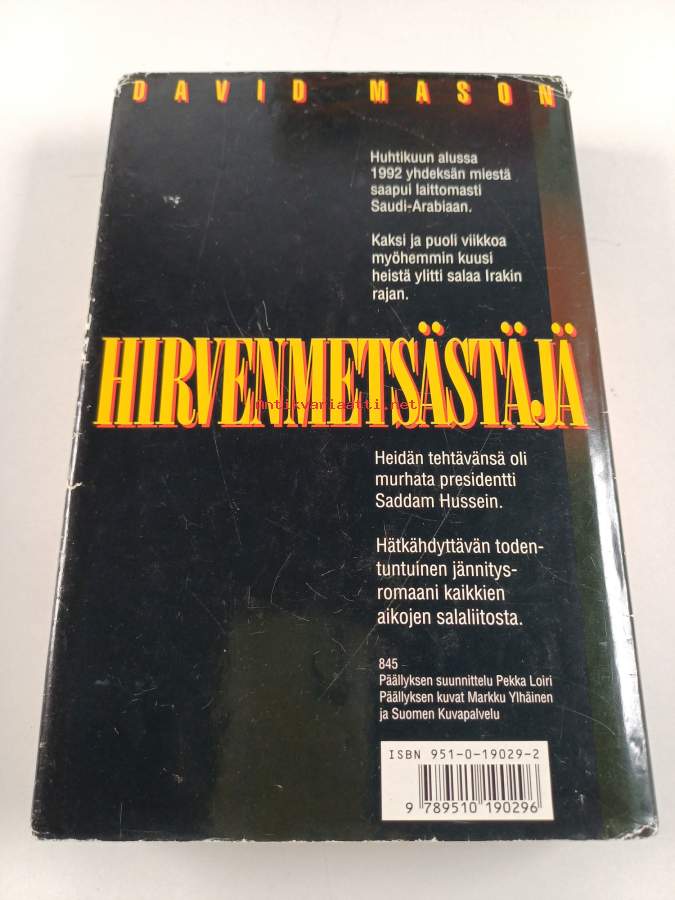 DAVID MASON
Huhtikuun alussa
1992 yhdeksän miestä
saapui laittomasti
Saudi-Arabiaan.
Kaksi ja puoli viikkoa
myöhemmin kuusi
heistä ylitti salaa Irakin
rajan.
HIRVENMETSÄSTÄJÄ
antikvariaatti.net
Heidän tehtävänsä oli
murhata presidentti
Saddam Hussein.
Hätkähdyttävän toden-
tuntuinen jännitys-
romaani kaikkien
aikojen salaliitosta.
845
Päällyksen suunnittelu Pekka Loiri
Päällyksen kuvat Markku Ylhäinen
ja Suomen Kuvapalvelu
ISBN 951-0-19029-2
9 789510 190296